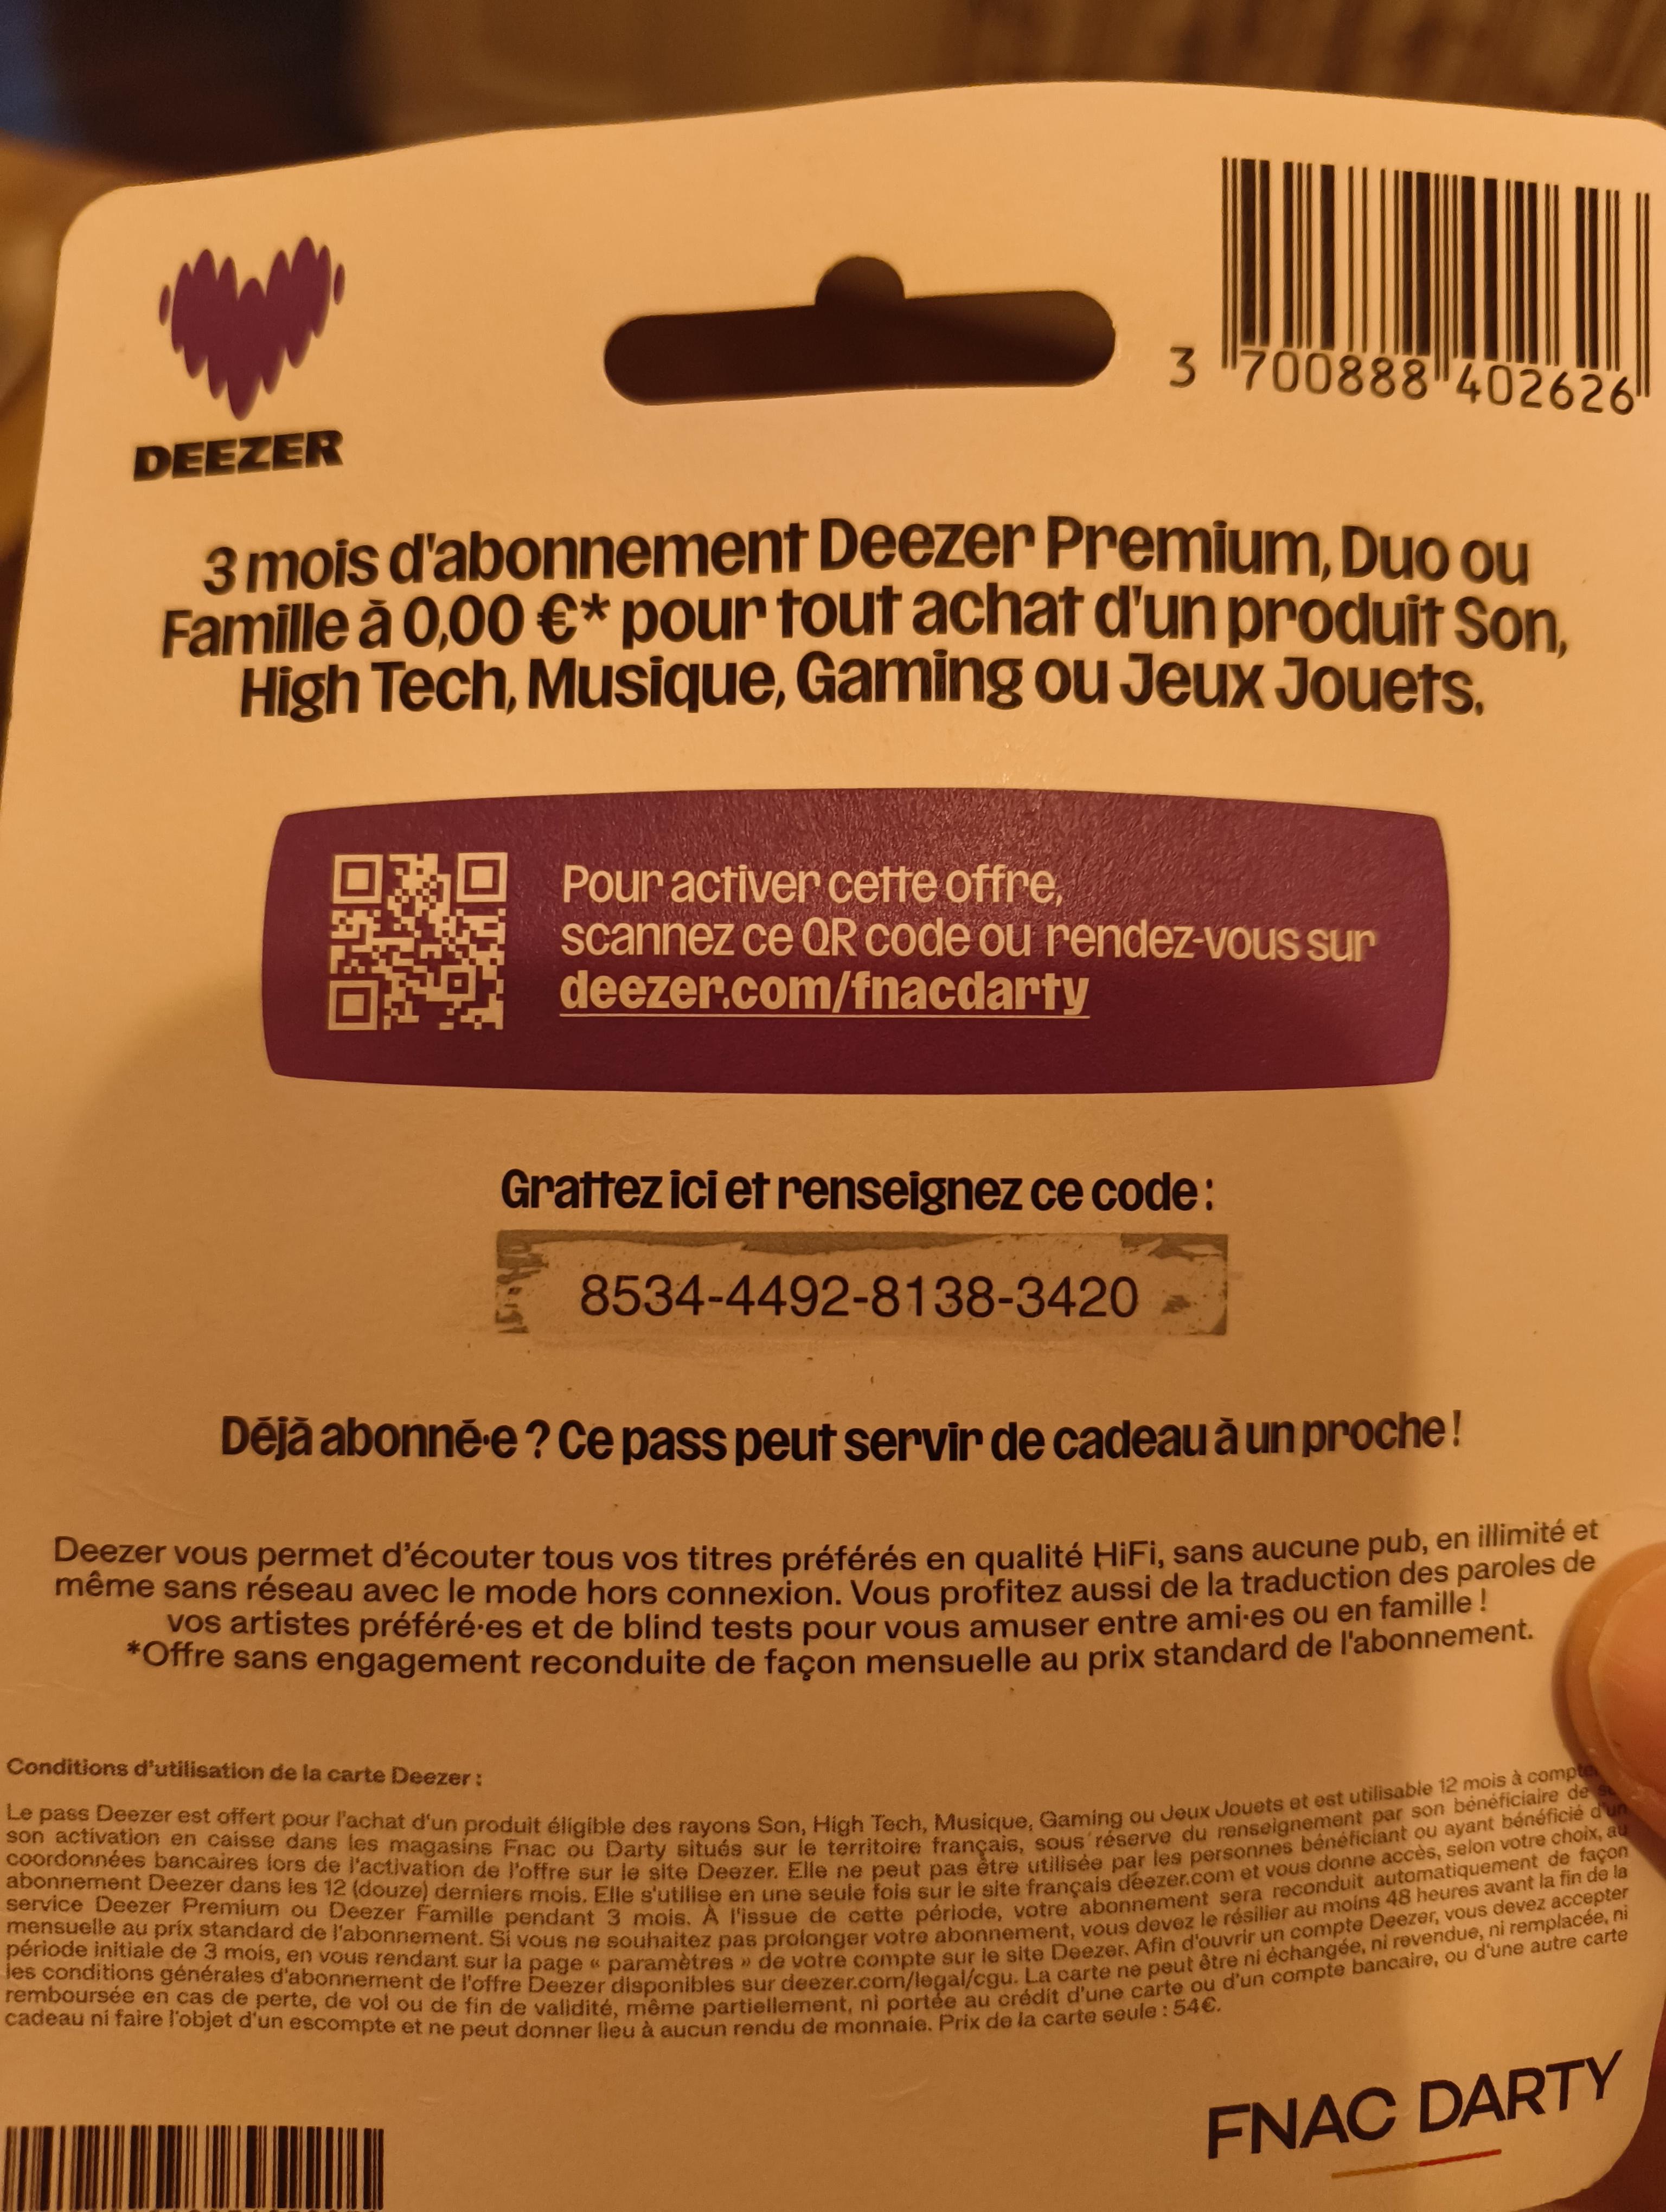 DEEZER
3 700888 402626
3 mois d'abonnement Deezer Premium, Duo ou
Famille à 0,00 €* pour tout achat d'un produit Son,
High Tech, Musique, Gaming ou Jeux Jouets.
Pour activer cette offre,
scannez ce QR code ou rendez-vous sur
deezer.com/fnacdarty
Grattez ici et renseignez ce code :
8534-4492-8138-3420
Déjà abonné·e ? Ce pass peut servir de cadeau à un proche !
Deezer vous permet d'écouter tous vos titres préférés en qualité HiFi, sans aucune pub, en illimité et
même sans réseau avec le mode hors connexion. Vous profitez aussi de la traduction des paroles de
vos artistes préféré·es et de blind tests pour vous amuser entre ami·es ou en famille !
*Offre sans engagement reconduite de façon mensuelle au prix standard de l'abonnement.
Conditions d'utilisation de la carte Deezer :
Le pass Deezer est offert pour l'achat d'un produit éligible des rayons Son, High Tech, Musique, Gaming ou Jeux Jouets et est utilisable 12 mois à compter
son activation en caisse dans les magasins Fnac ou Darty situés sur le territoire français, sous réserve du renseignement par son bénéficiaire de
coordonnées bancaires lors de l'activation de l'offre sur le site Deezer. Elle ne peut pas être utilisée par les personnes bénéficiant ou ayant bénéficié d'un
abonnement Deezer dans les 12 (douze) derniers mois. Elle s'utilise en une seule fois sur le site français deezer.com et vous donne accès, selon votre choix, au
service Deezer Premium ou Deezer Famille pendant 3 mois. À l'issue de cette période, votre abonnement sera reconduit automatiquement de façon
mensuelle au prix standard de l'abonnement. Si vous ne souhaitez pas prolonger votre abonnement, vous devez le résilier au moins 48 heures avant la fin de la
période initiale de 3 mois, en vous rendant sur la page « paramètres » de votre compte sur le site Deezer. Afin d'ouvrir un compte Deezer, vous devez accepter
les conditions générales d'abonnement de l'offre Deezer disponibles sur deezer.com/legal/cgu. La carte ne peut être ni échangée, ni revendue, ni remplacée, ni
remboursée en cas de perte, de vol ou de fin de validité, même partiellement, ni portée au crédit d'une carte ou d'un compte bancaire, ou d'une autre carte
cadeau ni faire l'objet d'un escompte et ne peut donner lieu à aucun rendu de monnaie. Prix de la carte seule : 54€.
FNAC DARTY